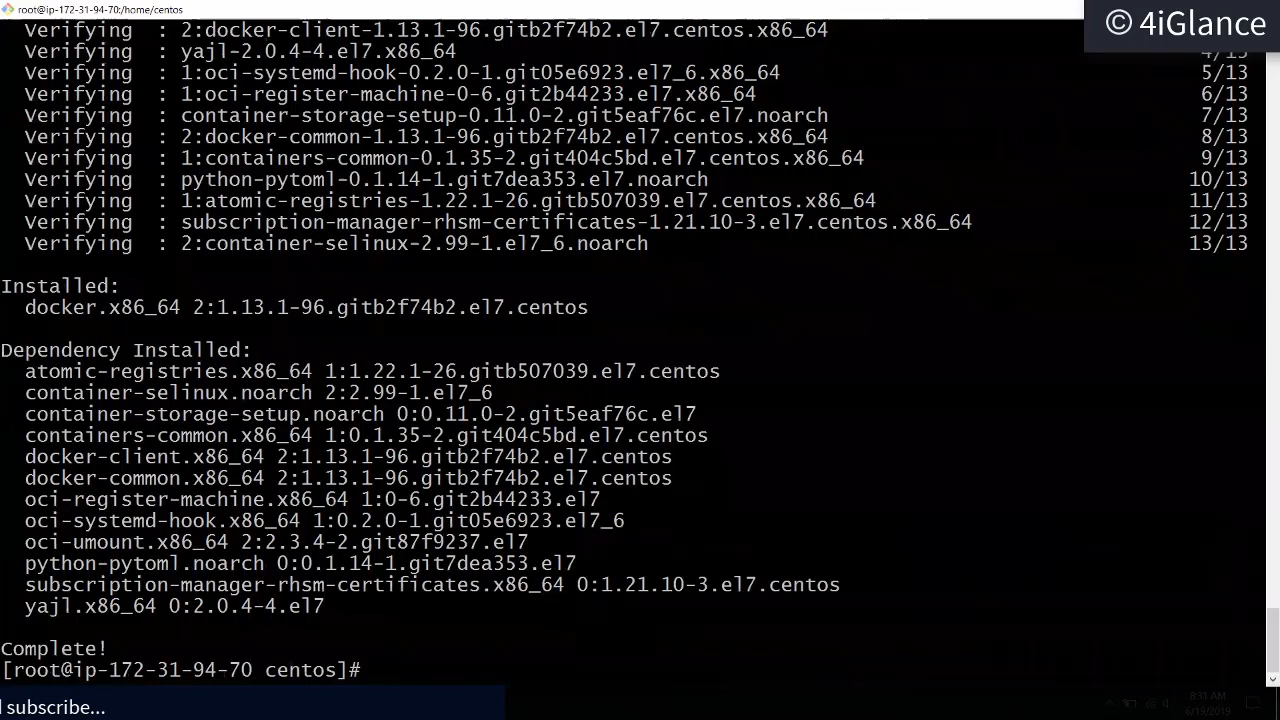 root@ip-172-31-94-70:/home/centos
© 4iGlance
Verifying : 2:docker-client-1.13.1-96.gitb2f74b2.el7.centos.x86_64
Verifying : yajl-2.0.4-4.el7.x86_64 4/13
Verifying : 1:oci-systemd-hook-0.2.0-1.git05e6923.el7_6.x86_64 5/13
Verifying : 1:oci-register-machine-0-6.git2b44233.el7.x86_64 6/13
Verifying : container-storage-setup-0.11.0-2.git5eaf76c.el7.noarch 7/13
Verifying : 2:docker-common-1.13.1-96.gitb2f74b2.el7.centos.x86_64 8/13
Verifying : 1:containers-common-0.1.35-2.git404c5bd.el7.centos.x86_64 9/13
Verifying : python-pytoml-0.1.14-1.git7dea353.el7.noarch 10/13
Verifying : 1:atomic-registries-1.22.1-26.gitb507039.el7.centos.x86_64 11/13
Verifying : subscription-manager-rhsm-certificates-1.21.10-3.el7.centos.x86_64 12/13
Verifying : 2:container-selinux-2.99-1.el7_6.noarch 13/13
Installed:
docker.x86_64 2:1.13.1-96.gitb2f74b2.el7.centos
Dependency Installed:
atomic-registries.x86_64 1:1.22.1-26.gitb507039.el7.centos
container-selinux.noarch 2:2.99-1.el7_6
container-storage-setup.noarch 0:0.11.0-2.git5eaf76c.el7
containers-common.x86_64 1:0.1.35-2.git404c5bd.el7.centos
docker-client.x86_64 2:1.13.1-96.gitb2f74b2.el7.centos
docker-common.x86_64 2:1.13.1-96.gitb2f74b2.el7.centos
oci-register-machine.x86_64 1:0-6.git2b44233.el7
oci-systemd-hook.x86_64 1:0.2.0-1.git05e6923.el7_6
oci-umount.x86_64 2:2.3.4-2.git87f9237.el7
python-pytoml.noarch 0:0.1.14-1.git7dea353.el7
subscription-manager-rhsm-certificates.x86_64 0:1.21.10-3.el7.centos
yajl.x86_64 0:2.0.4-4.el7
Complete!
[root@ip-172-31-94-70 centos]#
subscribe...
8:31 AM
6/19/2019